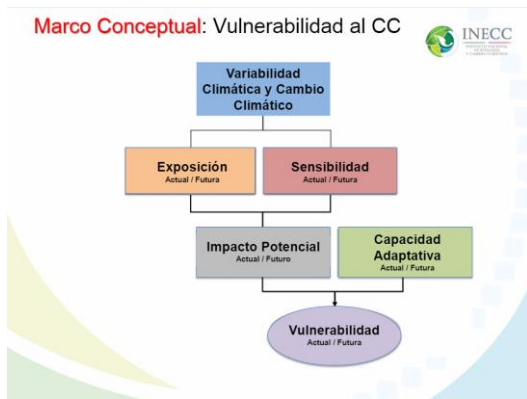 Marco Conceptual: Vulnerabilidad al CC
INECC
Variabilidad
Climática y Cambio
Climático
Exposición
Actual / Futura
Sensibilidad
Actual / Futura
Impacto Potencial
Actual / Futuro
Capacidad
Adaptativa
Actual / Futura
Vulnerabilidad
Actual / Futura